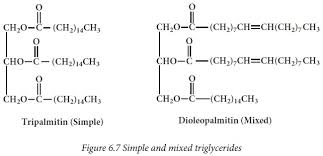 O O
CH₂O—C—(CH₂)₁₄CH₃ CH₂O—C—(CH₂)₇CH=CH(CH₂)₇CH₃
O O
CHO—C—(CH₂)₁₄CH₃ CHO—C—(CH₂)₇CH=CH(CH₂)₇CH₃
O O
CH₂O—C—(CH₂)₁₄CH₃ CH₂O—C—(CH₂)₁₄CH₃
Tripalmitin (Simple) Dioleopalmitin (Mixed)
Figure 6.7 Simple and mixed triglycerides